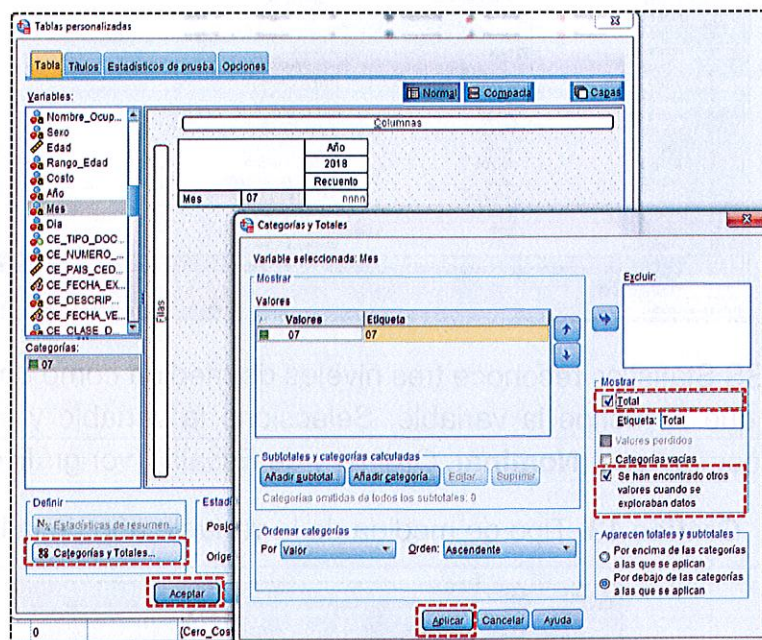 Tablas personalizadas
Tabla Títulos Estadísticos de prueba Opciones
Variables:
Normal Compacta Capas
Nombre_Ocup...
Sexo
Edad
Rango_Edad
Costo
Año
Mes
Dia
CE_TIPO_DOC...
CE_NUMERO_...
CE_PAIS_CED...
CE_FECHA_EX...
CE_DESCRIP...
CE_FECHA_VE...
CE_CLASE_D...
Columnas
Filas
Año
2018
Recuento
Mes 07 nnnn
Categorías:
07
Definir
Estadísticas de resumen...
Categorías y Totales...
Posic
Orige
Aceptar
0 {Cero_Cos
Categorías y Totales
Variable seleccionada: Mes
Mostrar
Valores
Valores Etiqueta
07 07
Subtotales y categorías calculadas
Añadir subtotal... Añadir categoría... Editar... Suprimir
Categorías omitidas de todos los subtotales: 0
Ordenar categorías
Por Valor Orden: Ascendente
Excluir:
Mostrar
Total
Etiqueta: Total
Valores perdidos
Categorías vacías
Se han encontrado otros
valores cuando se
exploraban datos
Aparecen totales y subtotales
Por encima de las categorías
a las que se aplican
Por debajo de las categorías
a las que se aplican
Aplicar Cancelar Ayuda